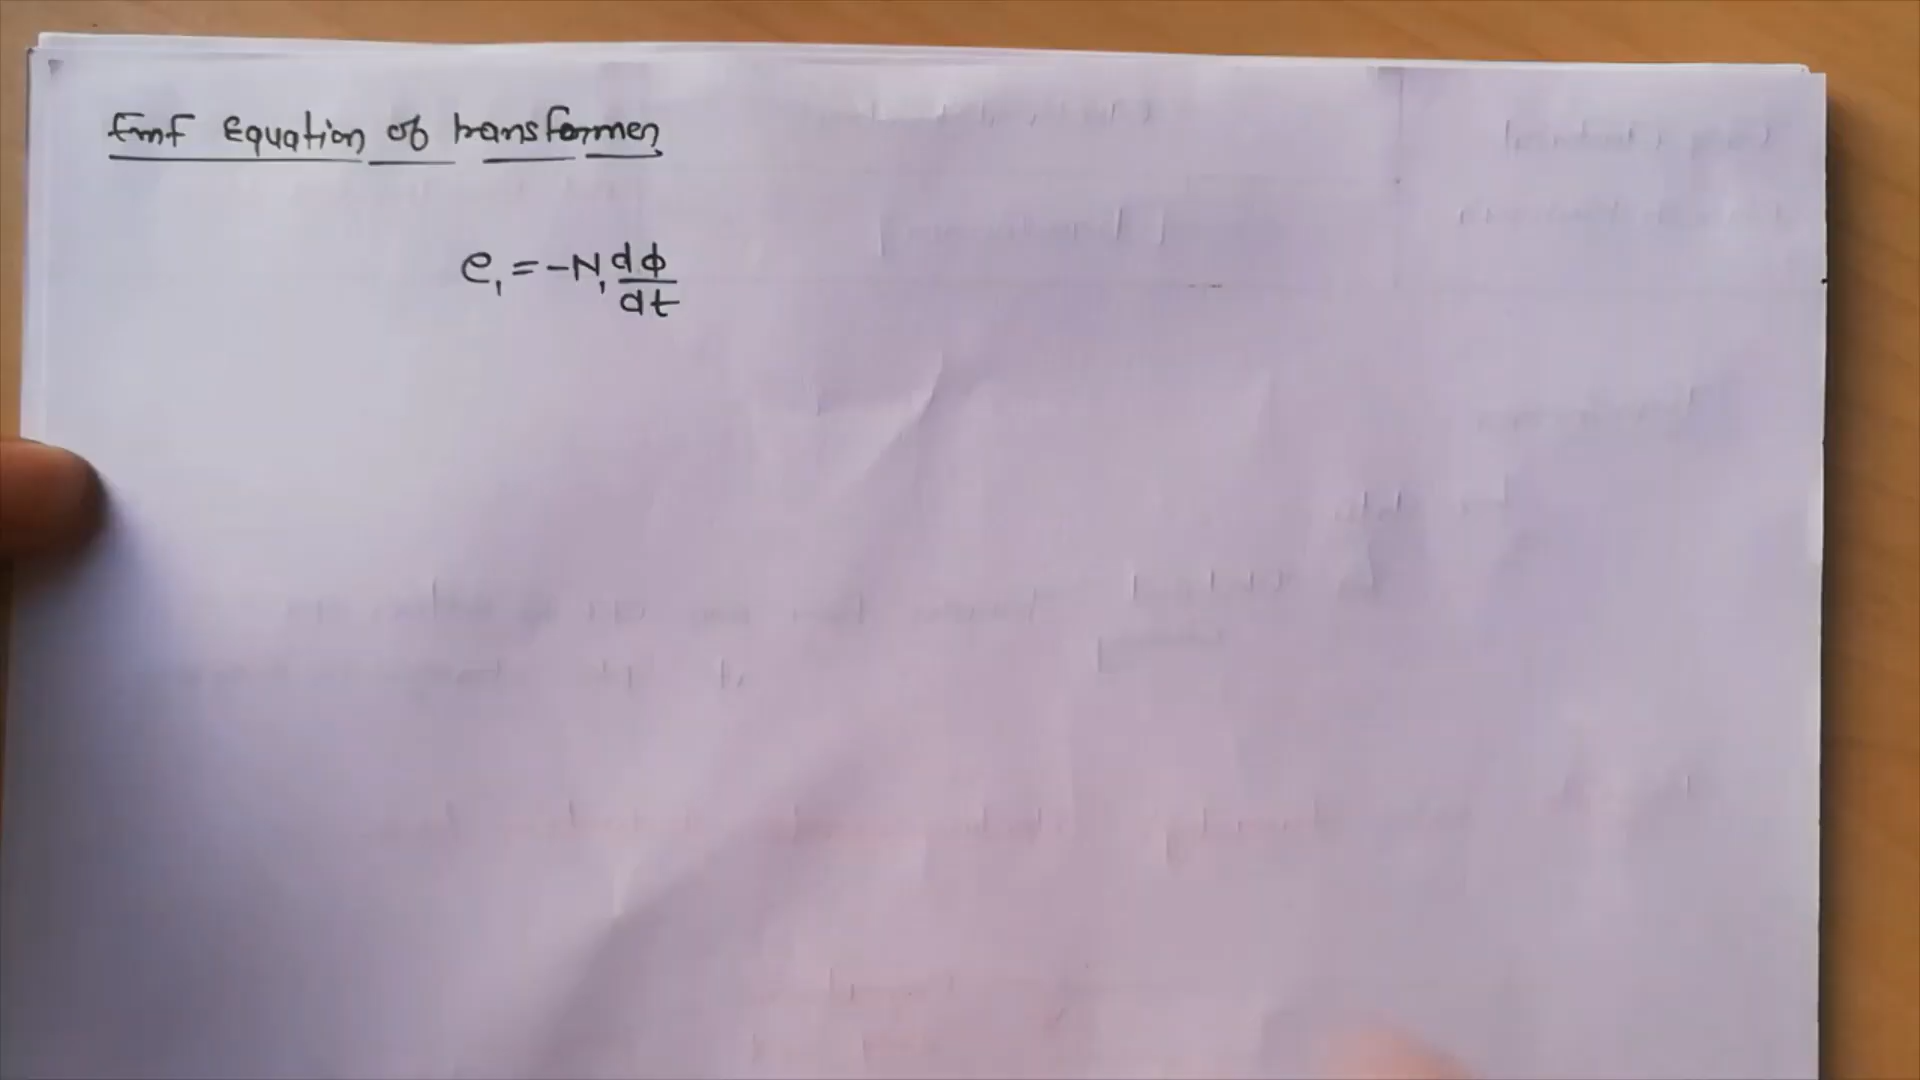 Emf Equation of transformer
e₁ = -N₁ dϕ/dt